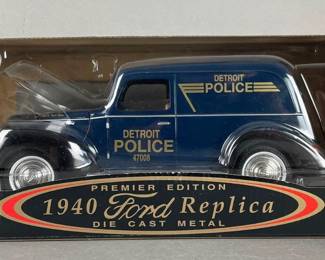 DETROIT
POLICE
DETROIT
POLICE
47008
PREMIER EDITION
1940 Ford Replica
DIE CAST METAL